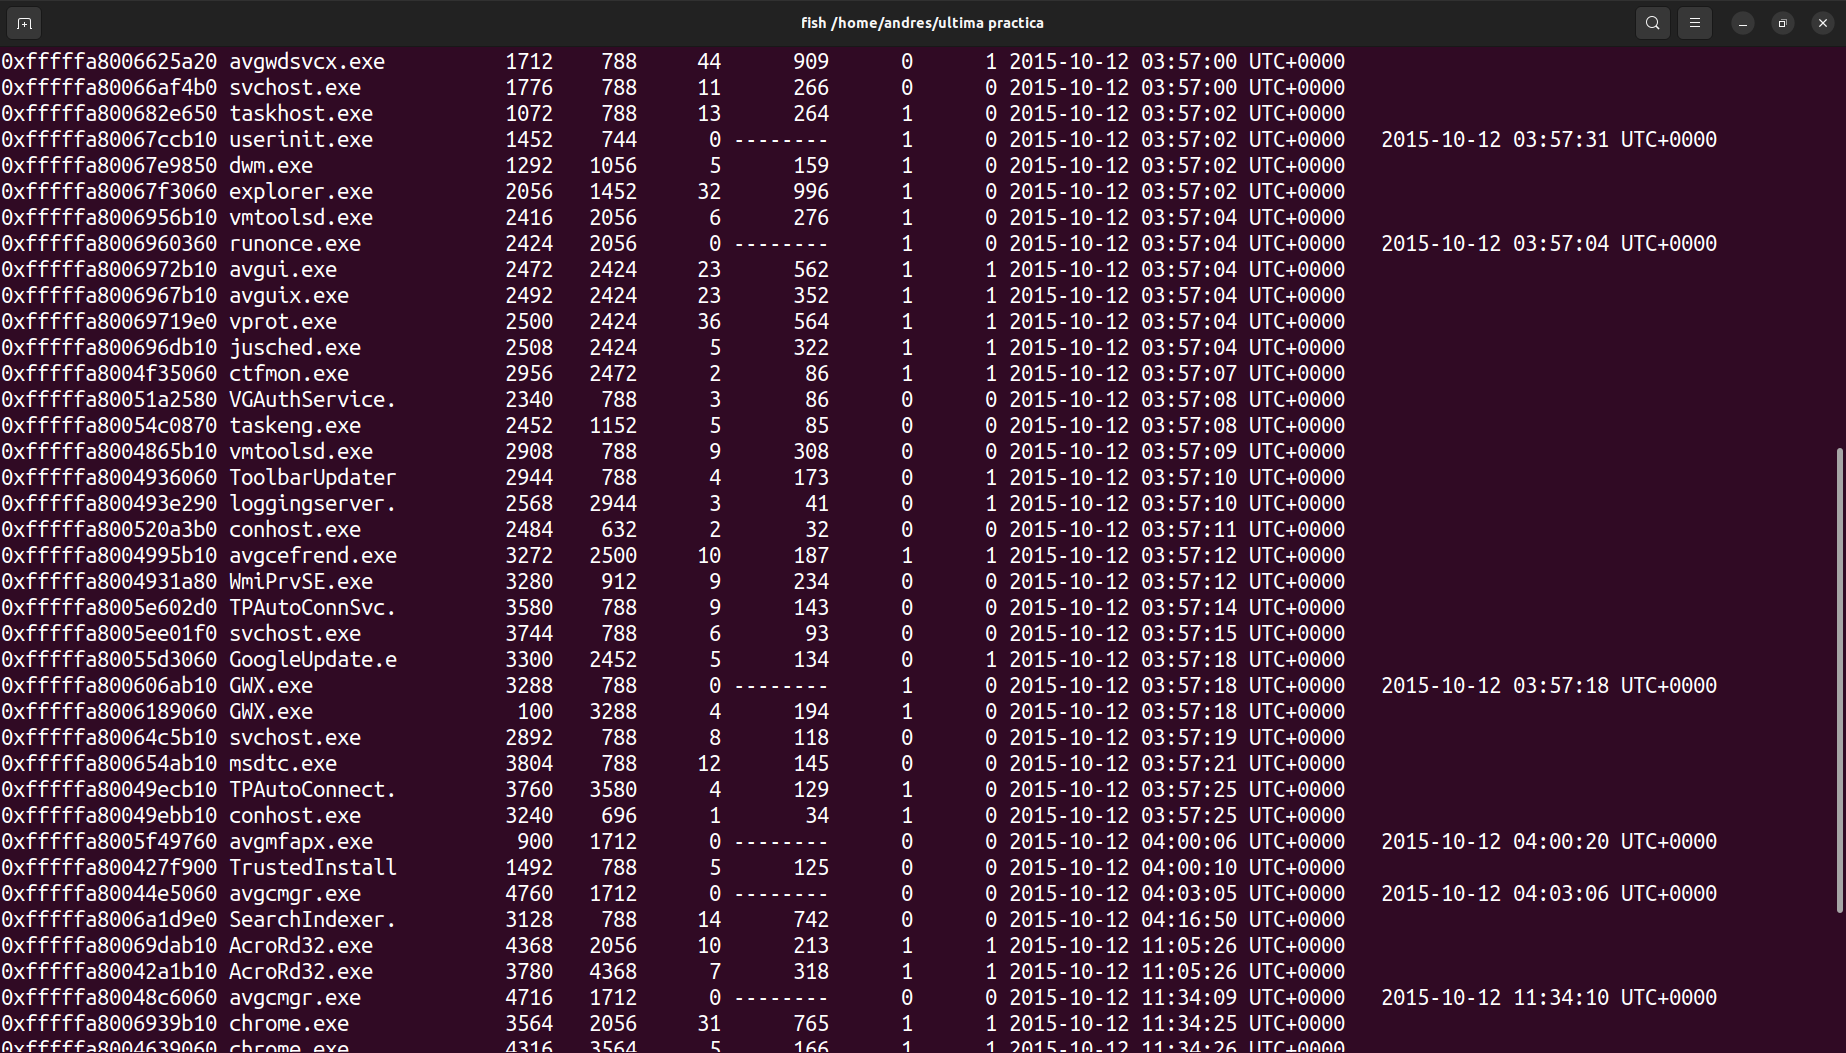 fish /home/andres/ultima practica
0xfffffa8006625a20 avgwdsvcx.exe 1712 788 44 909 0 1 2015-10-12 03:57:00 UTC+0000
0xfffffa80066af4b0 svchost.exe 1776 788 11 266 0 0 2015-10-12 03:57:00 UTC+0000
0xfffffa800682e650 taskhost.exe 1072 788 13 264 1 0 2015-10-12 03:57:02 UTC+0000
0xfffffa80067ccb10 userinit.exe 1452 744 0 -------- 1 0 2015-10-12 03:57:02 UTC+0000 2015-10-12 03:57:31 UTC+0000
0xfffffa80067e9850 dwm.exe 1292 1056 5 159 1 0 2015-10-12 03:57:02 UTC+0000
0xfffffa80067f3060 explorer.exe 2056 1452 32 996 1 0 2015-10-12 03:57:02 UTC+0000
0xfffffa8006956b10 vmtoolsd.exe 2416 2056 6 276 1 0 2015-10-12 03:57:04 UTC+0000
0xfffffa8006960360 runonce.exe 2424 2056 0 -------- 1 0 2015-10-12 03:57:04 UTC+0000 2015-10-12 03:57:04 UTC+0000
0xfffffa8006972b10 avgui.exe 2472 2424 23 562 1 1 2015-10-12 03:57:04 UTC+0000
0xfffffa8006967b10 avguix.exe 2492 2424 23 352 1 1 2015-10-12 03:57:04 UTC+0000
0xfffffa80069719e0 vprot.exe 2500 2424 36 564 1 1 2015-10-12 03:57:04 UTC+0000
0xfffffa800696db10 jusched.exe 2508 2424 5 322 1 1 2015-10-12 03:57:04 UTC+0000
0xfffffa8004f35060 ctfmon.exe 2956 2472 2 86 1 1 2015-10-12 03:57:07 UTC+0000
0xfffffa80051a2580 VGAuthService. 2340 788 3 86 0 0 2015-10-12 03:57:08 UTC+0000
0xfffffa80054c0870 taskeng.exe 2452 1152 5 85 0 0 2015-10-12 03:57:08 UTC+0000
0xfffffa8004865b10 vmtoolsd.exe 2908 788 9 308 0 0 2015-10-12 03:57:09 UTC+0000
0xfffffa8004936060 ToolbarUpdater 2944 788 4 173 0 1 2015-10-12 03:57:10 UTC+0000
0xfffffa800493e290 loggingserver. 2568 2944 3 41 0 1 2015-10-12 03:57:10 UTC+0000
0xfffffa800520a3b0 conhost.exe 2484 632 2 32 0 0 2015-10-12 03:57:11 UTC+0000
0xfffffa8004995b10 avgcefrend.exe 3272 2500 10 187 1 1 2015-10-12 03:57:12 UTC+0000
0xfffffa8004931a80 WmiPrvSE.exe 3280 912 9 234 0 0 2015-10-12 03:57:12 UTC+0000
0xfffffa8005e602d0 TPAutoConnSvc. 3580 788 9 143 0 0 2015-10-12 03:57:14 UTC+0000
0xfffffa8005ee01f0 svchost.exe 3744 788 6 93 0 0 2015-10-12 03:57:15 UTC+0000
0xfffffa80055d3060 GoogleUpdate.e 3300 2452 5 134 0 1 2015-10-12 03:57:18 UTC+0000
0xfffffa800606ab10 GWX.exe 3288 788 0 -------- 1 0 2015-10-12 03:57:18 UTC+0000 2015-10-12 03:57:18 UTC+0000
0xfffffa8006189060 GWX.exe 100 3288 4 194 1 0 2015-10-12 03:57:18 UTC+0000
0xfffffa80064c5b10 svchost.exe 2892 788 8 118 0 0 2015-10-12 03:57:19 UTC+0000
0xfffffa800654ab10 msdtc.exe 3804 788 12 145 0 0 2015-10-12 03:57:21 UTC+0000
0xfffffa80049ecb10 TPAutoConnect. 3760 3580 4 129 1 0 2015-10-12 03:57:25 UTC+0000
0xfffffa80049ebb10 conhost.exe 3240 696 1 34 1 0 2015-10-12 03:57:25 UTC+0000
0xfffffa8005f49760 avgmfapx.exe 900 1712 0 -------- 0 0 2015-10-12 04:00:06 UTC+0000 2015-10-12 04:00:20 UTC+0000
0xfffffa800427f900 TrustedInstall 1492 788 5 125 0 0 2015-10-12 04:00:10 UTC+0000
0xfffffa80044e5060 avgcmgr.exe 4760 1712 0 -------- 0 0 2015-10-12 04:03:05 UTC+0000 2015-10-12 04:03:06 UTC+0000
0xfffffa8006a1d9e0 SearchIndexer. 3128 788 14 742 0 0 2015-10-12 04:16:50 UTC+0000
0xfffffa80069dab10 AcroRd32.exe 4368 2056 10 213 1 1 2015-10-12 11:05:26 UTC+0000
0xfffffa80042a1b10 AcroRd32.exe 3780 4368 7 318 1 1 2015-10-12 11:05:26 UTC+0000
0xfffffa80048c6060 avgcmgr.exe 4716 1712 0 -------- 0 0 2015-10-12 11:34:09 UTC+0000 2015-10-12 11:34:10 UTC+0000
0xfffffa8006939b10 chrome.exe 3564 2056 31 765 1 1 2015-10-12 11:34:25 UTC+0000
0xfffffa8004639060 chrome.exe 4316 3564 5 166 1 1 2015-10-12 11:34:26 UTC+0000